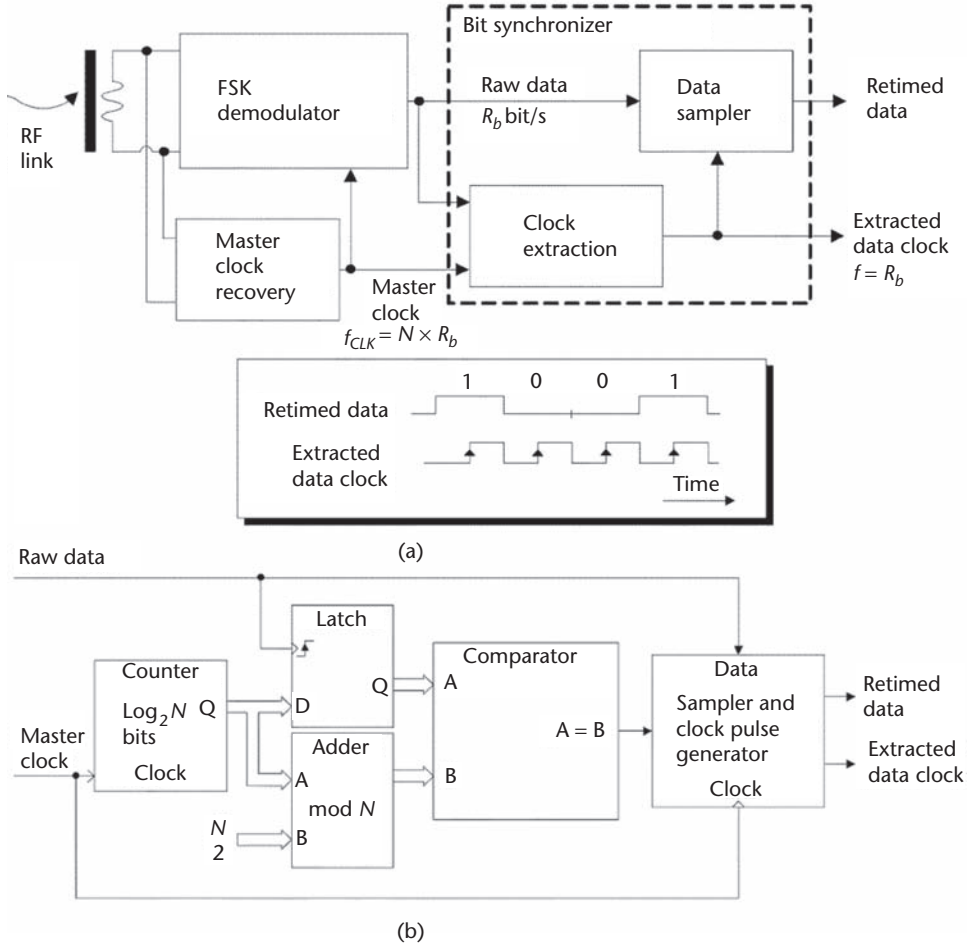 Bit synchronizer
FSK
demodulator
Raw data
R_b bit/s
Data
sampler
Retimed
data
RF
link
Master
clock
recovery
Clock
extraction
Extracted
data clock
f = R_b
Master
clock
f_CLK = N × R_b
1 0 0 1
Retimed data
Extracted
data clock
Time
(a)
Raw data
Latch
Counter
Log₂ N
bits
Q
Clock
Master
clock
D
Q
Adder
A
mod N
B
N
2
Comparator
A
A = B
B
Data
Sampler and
clock pulse
generator
Clock
Retimed
data
Extracted
data clock
(b)